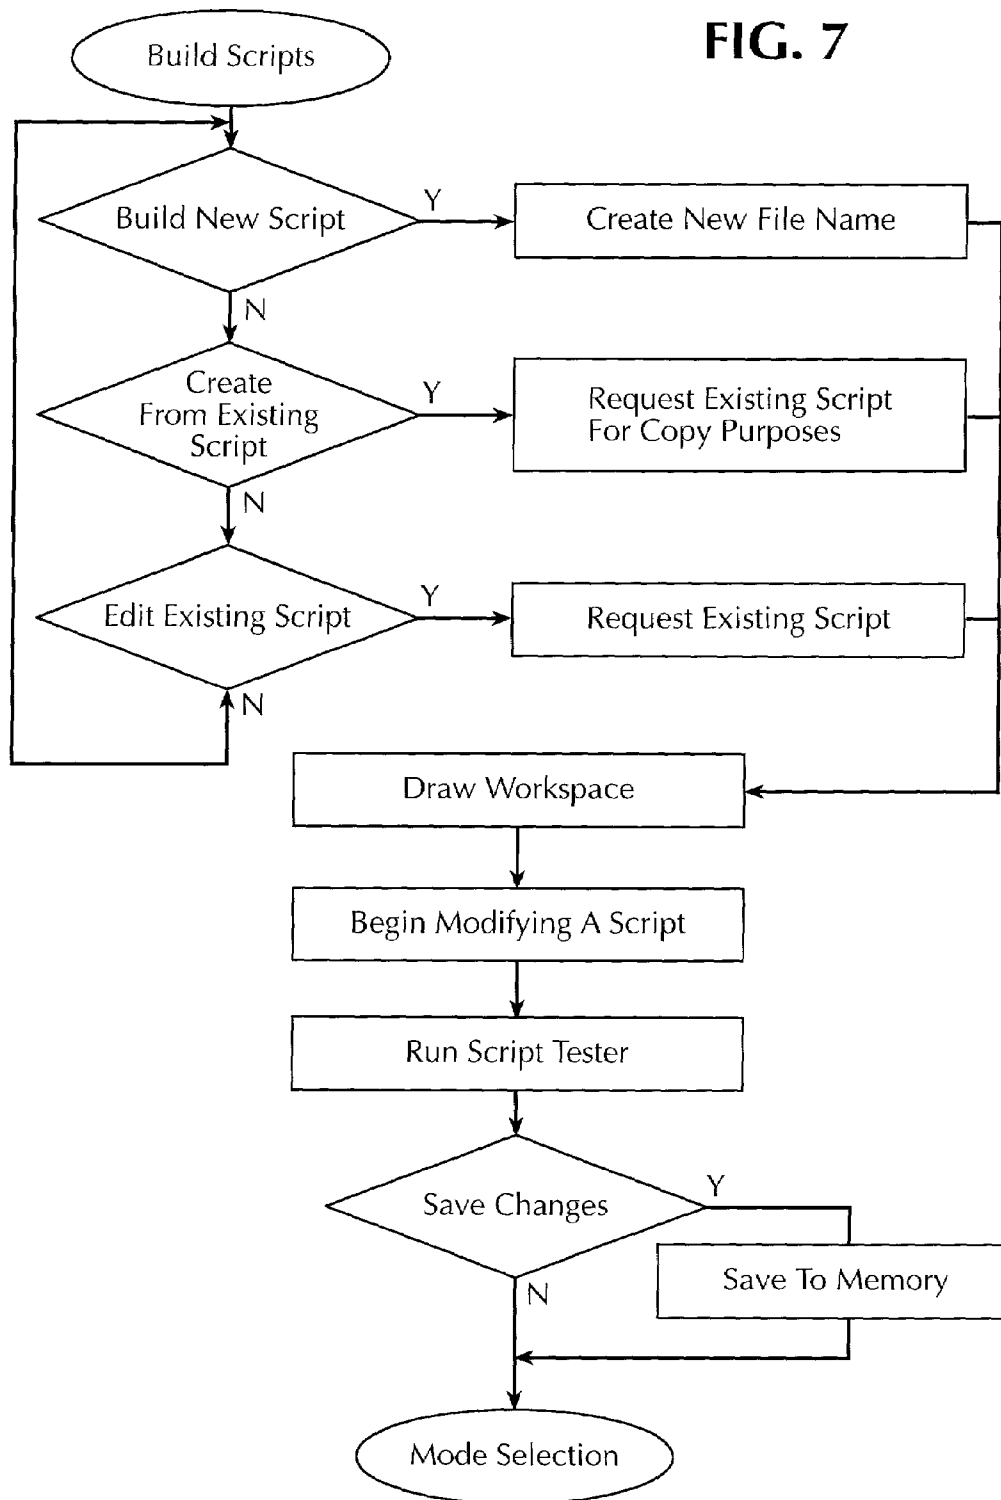 FIG. 7
Build Scripts
Build New Script
Y
Create New File Name
N
Create
From Existing
Script
Y
Request Existing Script
For Copy Purposes
N
Edit Existing Script
Y
Request Existing Script
N
Draw Workspace
Begin Modifying A Script
Run Script Tester
Save Changes
Y
Save To Memory
N
Mode Selection